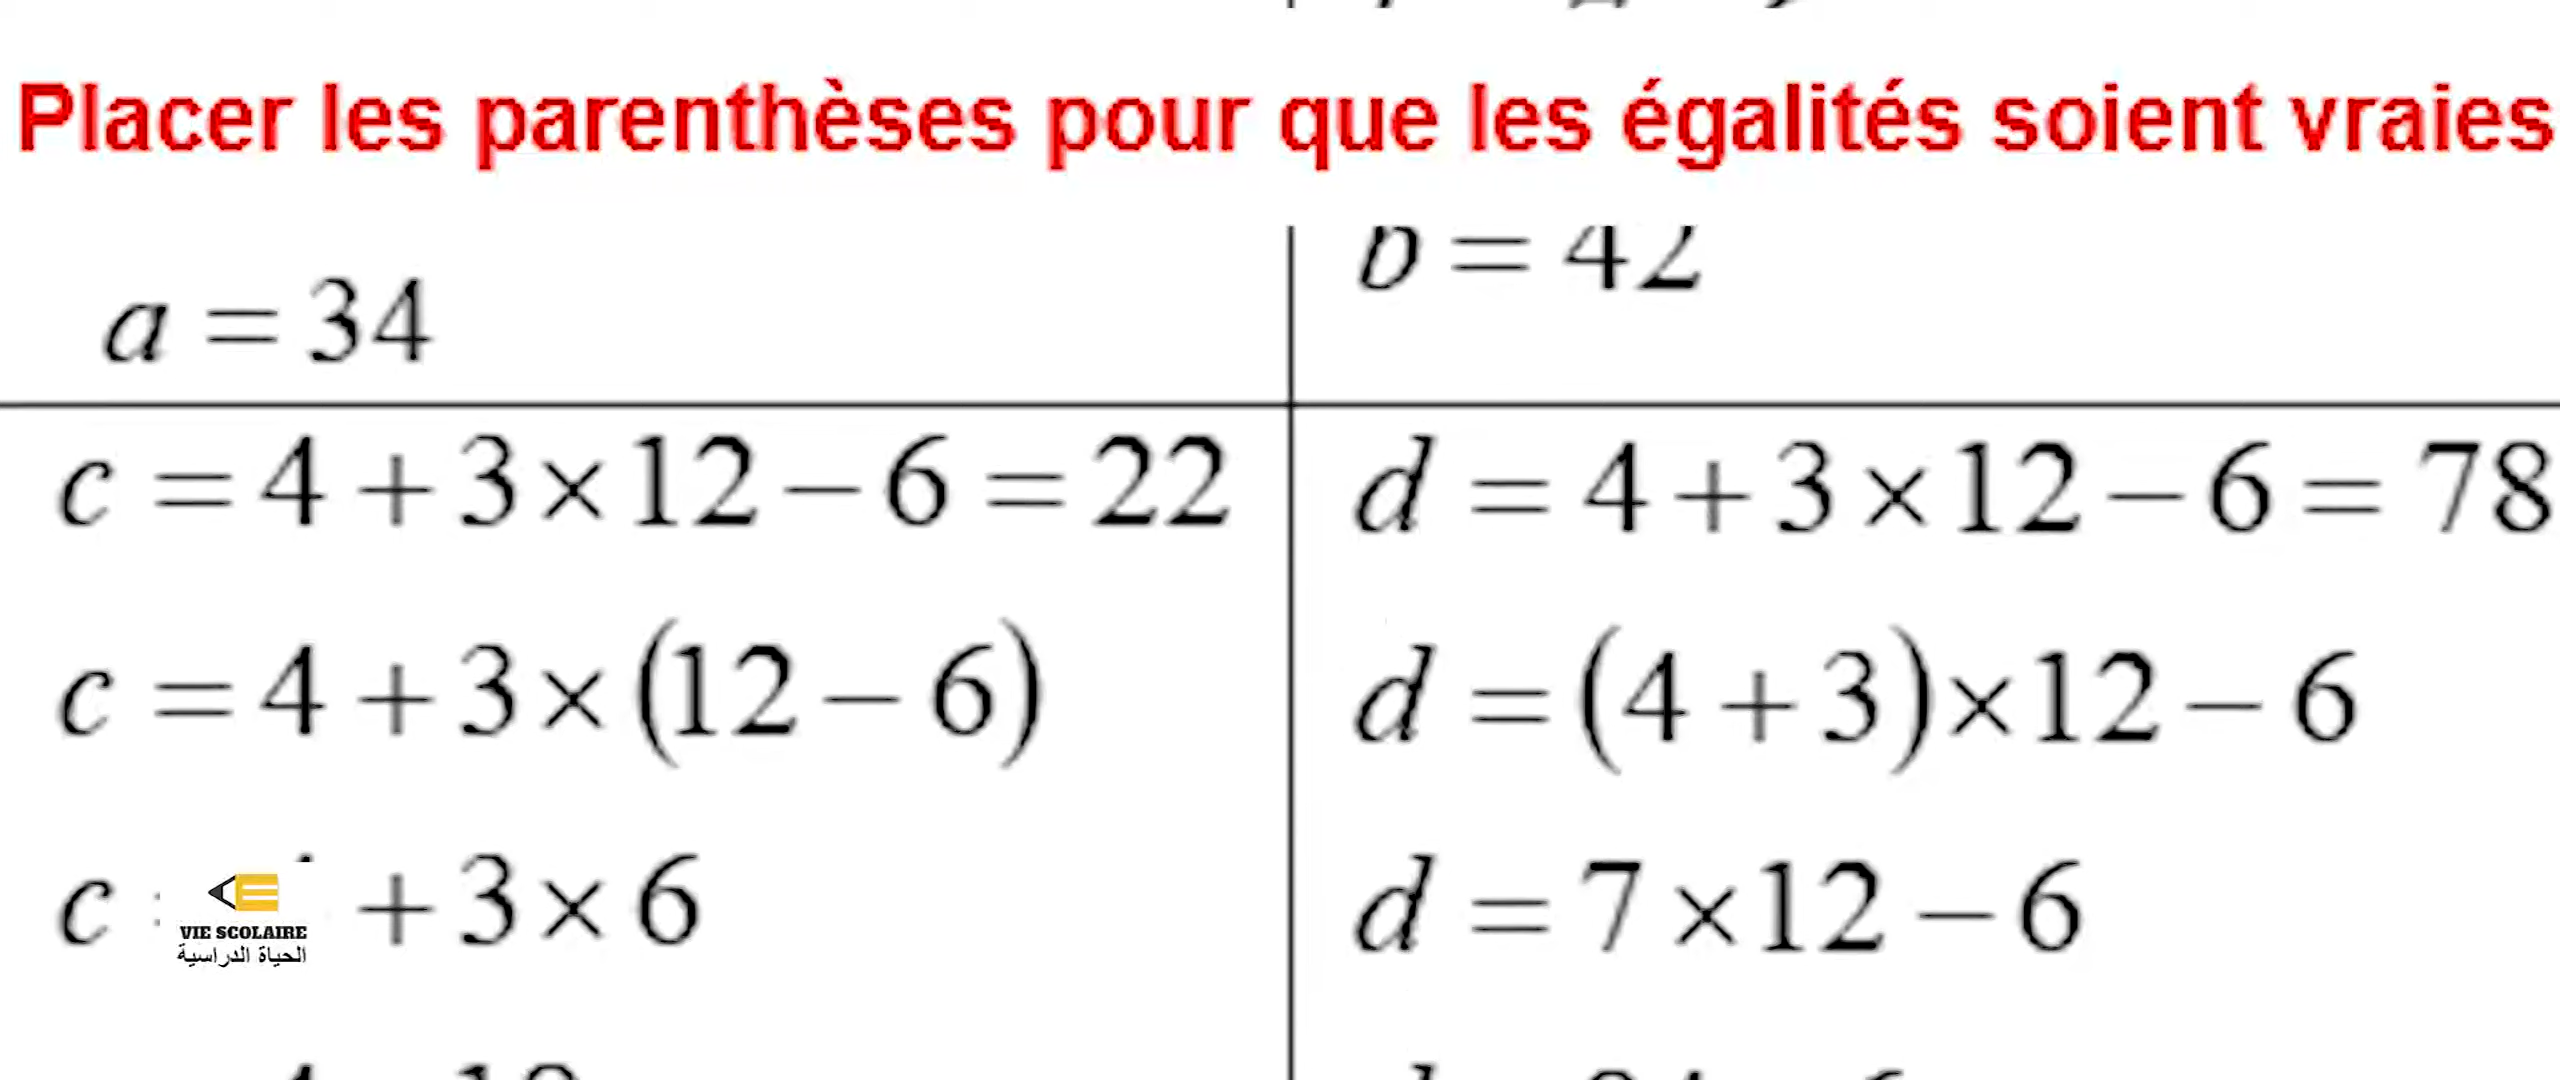 Placer les parenthèses pour que les égalités soient vraies
a = 34
b = 42
c = 4 + 3 × 12 − 6 = 22
d = 4 + 3 × 12 − 6 = 78
c = 4 + 3 × (12 − 6)
d = (4 + 3) × 12 − 6
c + 3 × 6
d = 7 × 12 − 6
VIE SCOLAIRE
الحياة الدراسية